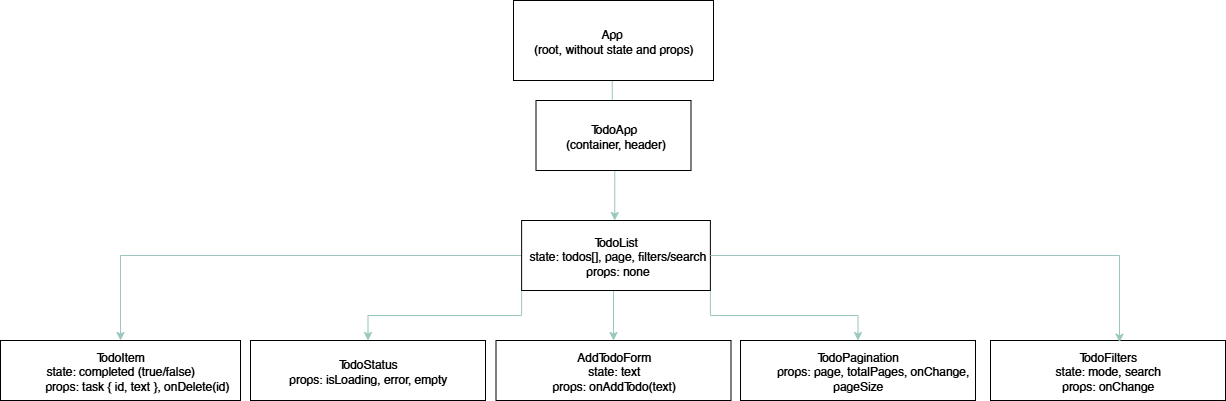 App
(root, without state and props)
TodoApp
(container, header)
TodoList
state: todos[], page, filters/search
props: none
TodoItem
state: completed (true/false)
props: task { id, text }, onDelete(id)
TodoStatus
props: isLoading, error, empty
AddTodoForm
state: text
props: onAddTodo(text)
TodoPagination
props: page, totalPages, onChange,
pageSize
TodoFilters
state: mode, search
props: onChange